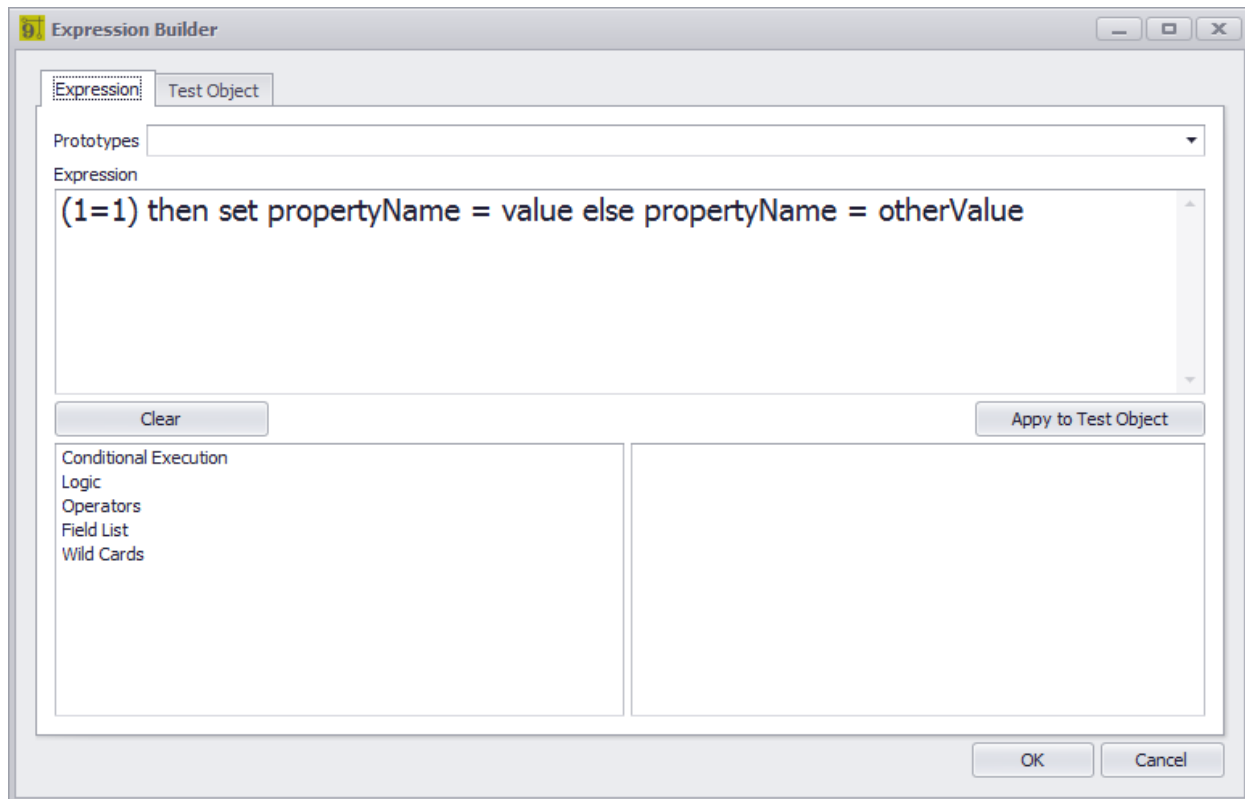 Expression Builder
Expression
Test Object
Prototypes
Expression
(1=1) then set propertyName = value else propertyName = otherValue
Clear
Appy to Test Object
Conditional Execution
Logic
Operators
Field List
Wild Cards
OK
Cancel